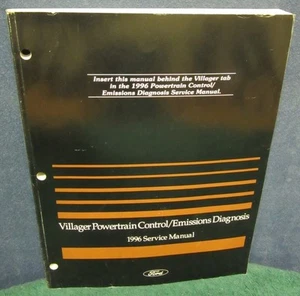 Insert this manual behind the Villager tab
in the 1996 Powertrain Control/
Emissions Diagnosis Service Manual.
Villager Powertrain Control/Emissions Diagnosis
1996 Service Manual
Ford